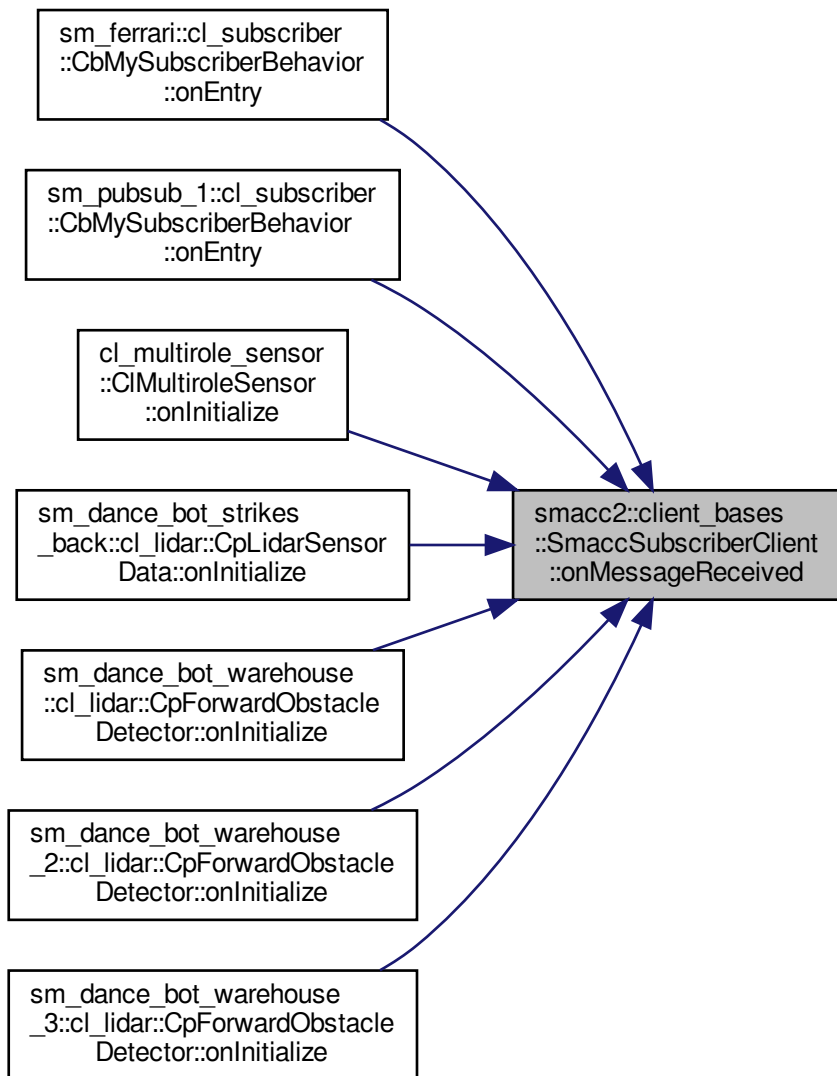 sm_ferrari::cl_subscriber
::CbMySubscriberBehavior
::onEntry
sm_pubsub_1::cl_subscriber
::CbMySubscriberBehavior
::onEntry
cl_multirole_sensor
::ClMultiroleSensor
::onInitialize
sm_dance_bot_strikes
_back::cl_lidar::CpLidarSensor
Data::onInitialize
sm_dance_bot_warehouse
::cl_lidar::CpForwardObstacle
Detector::onInitialize
sm_dance_bot_warehouse
_2::cl_lidar::CpForwardObstacle
Detector::onInitialize
sm_dance_bot_warehouse
_3::cl_lidar::CpForwardObstacle
Detector::onInitialize
smacc2::client_bases
::SmaccSubscriberClient
::onMessageReceived